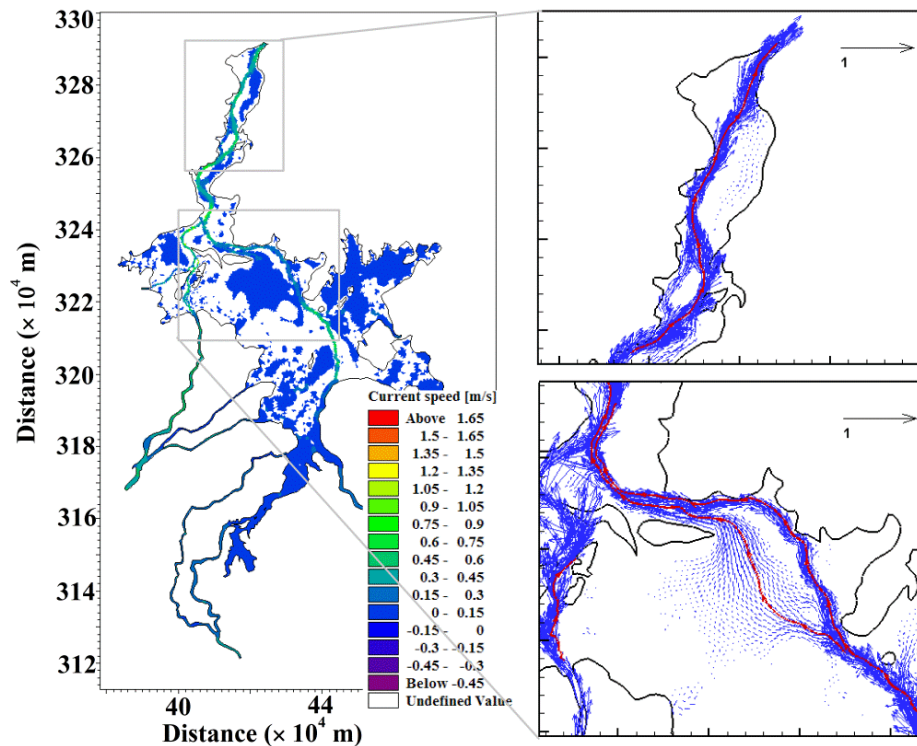 330
328
326
324
322
320
318
316
314
312
Distance (× 10⁴ m)
40
44
Distance (× 10⁴ m)
Current speed [m/s]
Above 1.65
1.5 - 1.65
1.35 - 1.5
1.2 - 1.35
1.05 - 1.2
0.9 - 1.05
0.75 - 0.9
0.6 - 0.75
0.45 - 0.6
0.3 - 0.45
0.15 - 0.3
0 - 0.15
-0.15 - 0
-0.3 - -0.15
-0.45 - -0.3
Below -0.45
Undefined Value
1
1